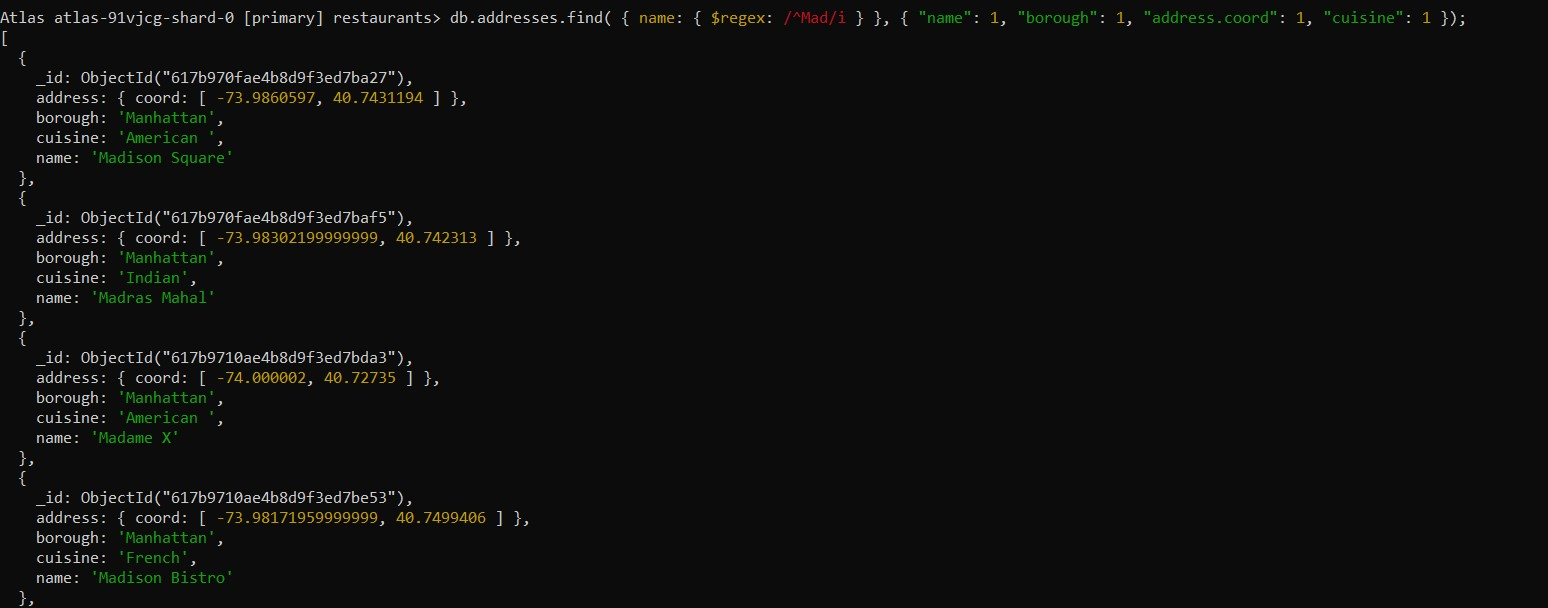 Atlas atlas-91vjcg-shard-0 [primary] restaurants> db.addresses.find( { name: { $regex: /^Mad/i } }, { "name": 1, "borough": 1, "address.coord": 1, "cuisine": 1 });
[
  {
    _id: ObjectId("617b970fae4b8d9f3ed7ba27"),
    address: { coord: [ -73.9860597, 40.7431194 ] },
    borough: 'Manhattan',
    cuisine: 'American ',
    name: 'Madison Square'
  },
  {
    _id: ObjectId("617b970fae4b8d9f3ed7baf5"),
    address: { coord: [ -73.98302199999999, 40.742313 ] },
    borough: 'Manhattan',
    cuisine: 'Indian',
    name: 'Madras Mahal'
  },
  {
    _id: ObjectId("617b9710ae4b8d9f3ed7bda3"),
    address: { coord: [ -74.000002, 40.72735 ] },
    borough: 'Manhattan',
    cuisine: 'American ',
    name: 'Madame X'
  },
  {
    _id: ObjectId("617b9710ae4b8d9f3ed7be53"),
    address: { coord: [ -73.98171959999999, 40.7499406 ] },
    borough: 'Manhattan',
    cuisine: 'French',
    name: 'Madison Bistro'
  },